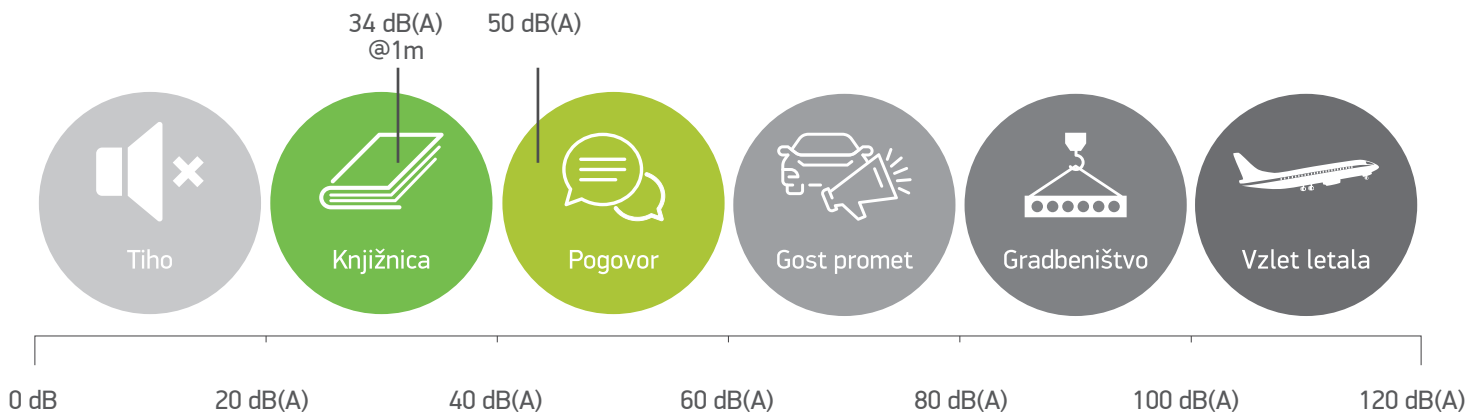 34 dB(A)
@1m
50 dB(A)
Tiho
Knjižnica
Pogovor
Gost promet
Gradbeništvo
Vzlet letala
0 dB
20 dB(A)
40 dB(A)
60 dB(A)
80 dB(A)
100 dB(A)
120 dB(A)